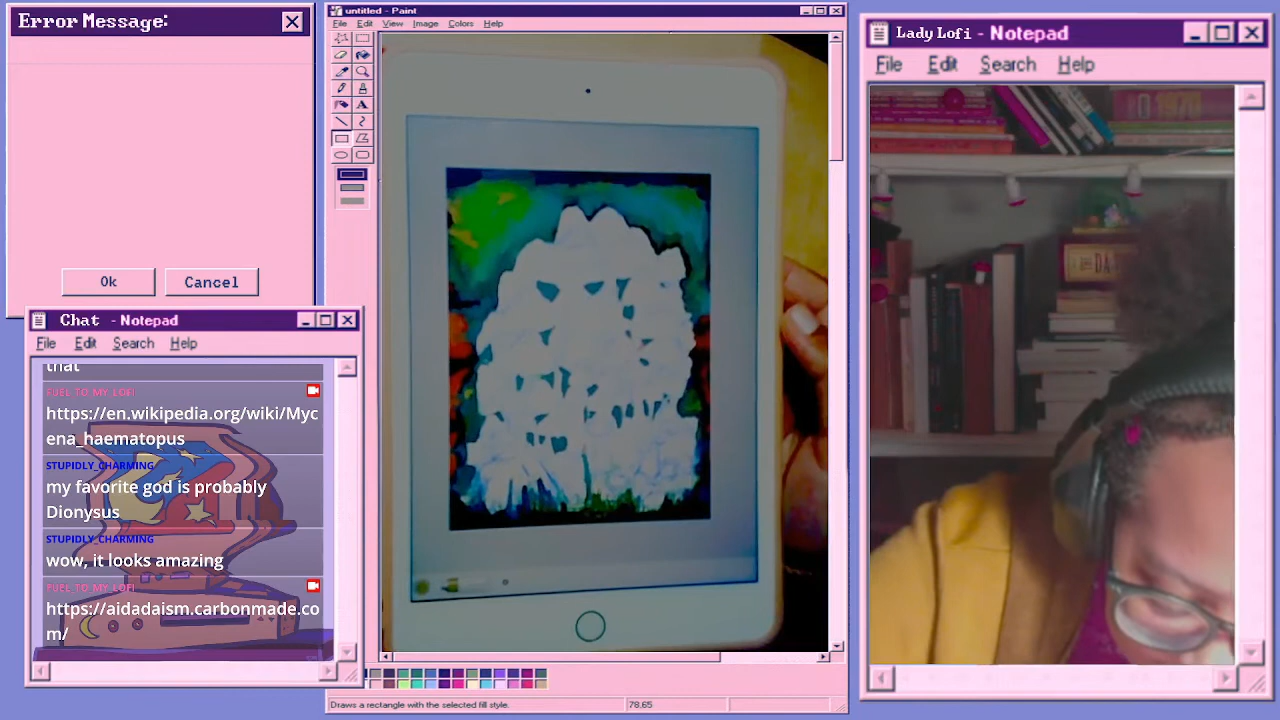 Error Message:
Ok
Cancel
Chat - Notepad
File Edit Search Help
that
FUEL TO MY LOFI
https://en.wikipedia.org/wiki/Myc
ena_haematopus
STUPIDLY_CHARMING
my favorite god is probably
Dionysus
STUPIDLY_CHARMING
wow, it looks amazing
FUEL TO MY LOFI
https://aidadaism.carbonmade.co
m/
untitled - Paint
File Edit View Image Colors Help
A
Draws a rectangle with the selected fill style.
78,65
Lady Lofi - Notepad
File Edit Search Help